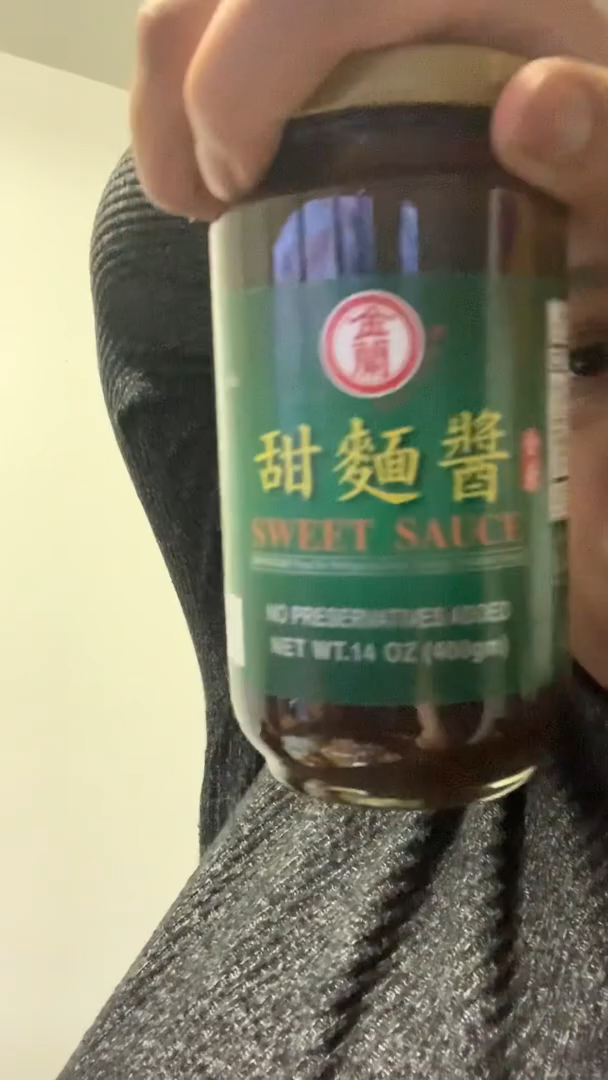 金蘭
甜麵醬
SWEET SAUCE
NO PRESERVATIVES ADDED
NET WT.14 OZ (400gm)